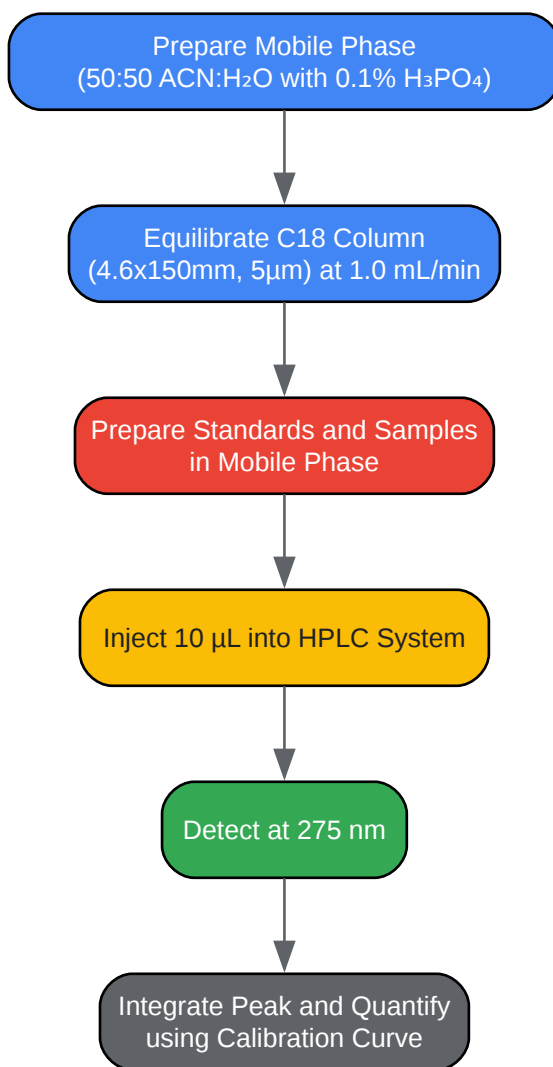 Prepare Mobile Phase
(50:50 ACN:H₂O with 0.1% H₃PO₄)
Equilibrate C18 Column
(4.6x150mm, 5µm) at 1.0 mL/min
Prepare Standards and Samples
in Mobile Phase
Inject 10 µL into HPLC System
Detect at 275 nm
Integrate Peak and Quantify
using Calibration Curve